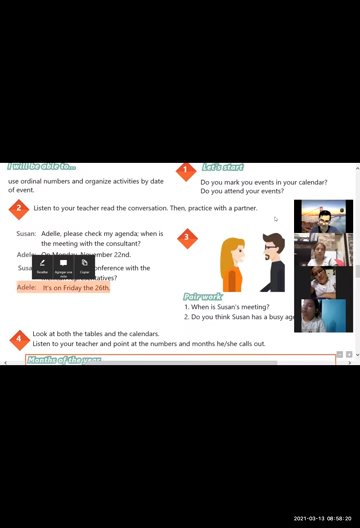 I will be able to...
use ordinal numbers and organize activities by date
of event.
1
Let's start
Do you mark you events in your calendar?
Do you attend your events?
2
Listen to your teacher read the conversation. Then, practice with a partner.
Susan: Adelle, please check my agenda; when is
the meeting with the consultant?
Adele: On Monday, November 22nd.
Susan: conference with the
representatives?
Adele: It's on Friday the 26th.
Resaltar
Agregar una nota
Copiar
3
Pair work
1. When is Susan's meeting?
2. Do you think Susan has a busy age
4
Look at both the tables and the calendars.
Listen to your teacher and point at the numbers and months he/she calls out.
Months of the year
2021-03-13 08:58:20